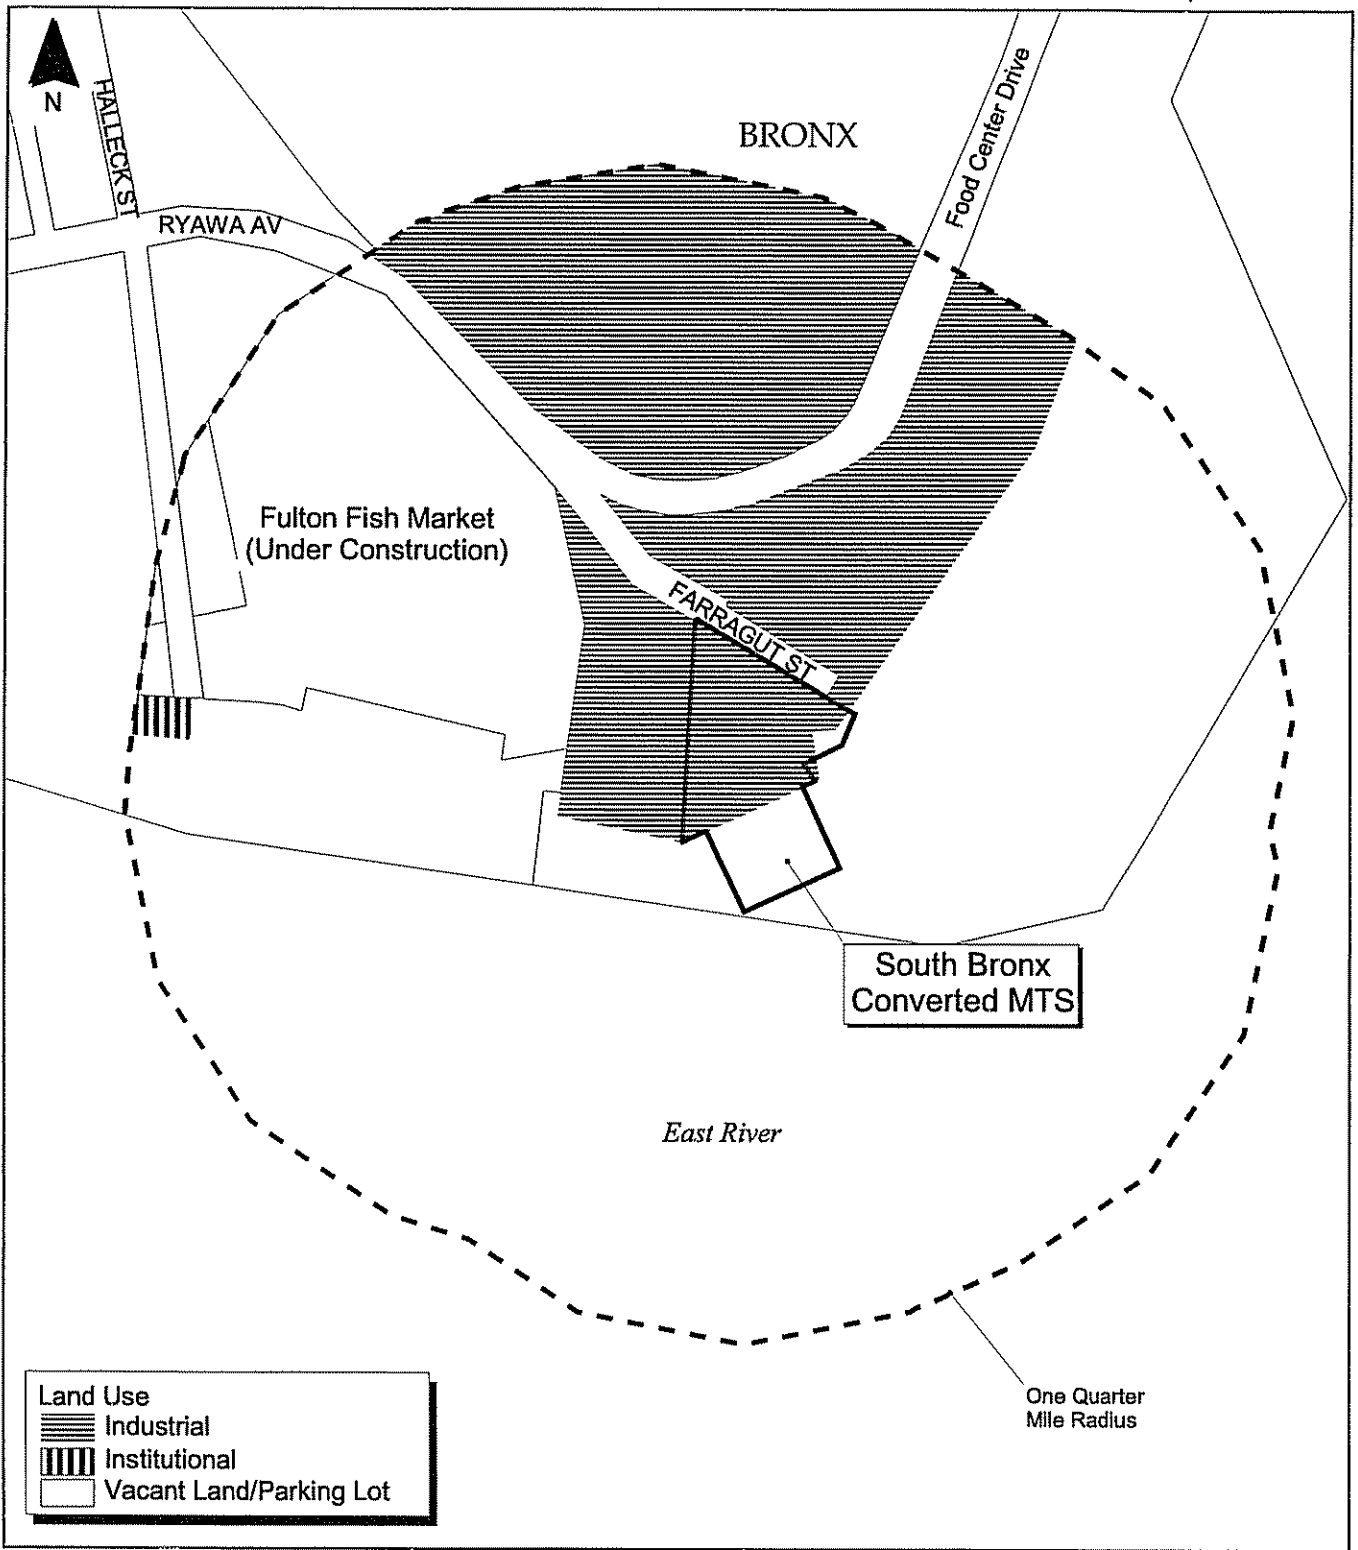 N
HALLECK ST
BRONX
Food Center Drive
RYAWA AV
Fulton Fish Market
(Under Construction)
FARRAGUT ST
South Bronx
Converted MTS
East River
One Quarter
Mile Radius
Land Use
Industrial
Institutional
Vacant Land/Parking Lot